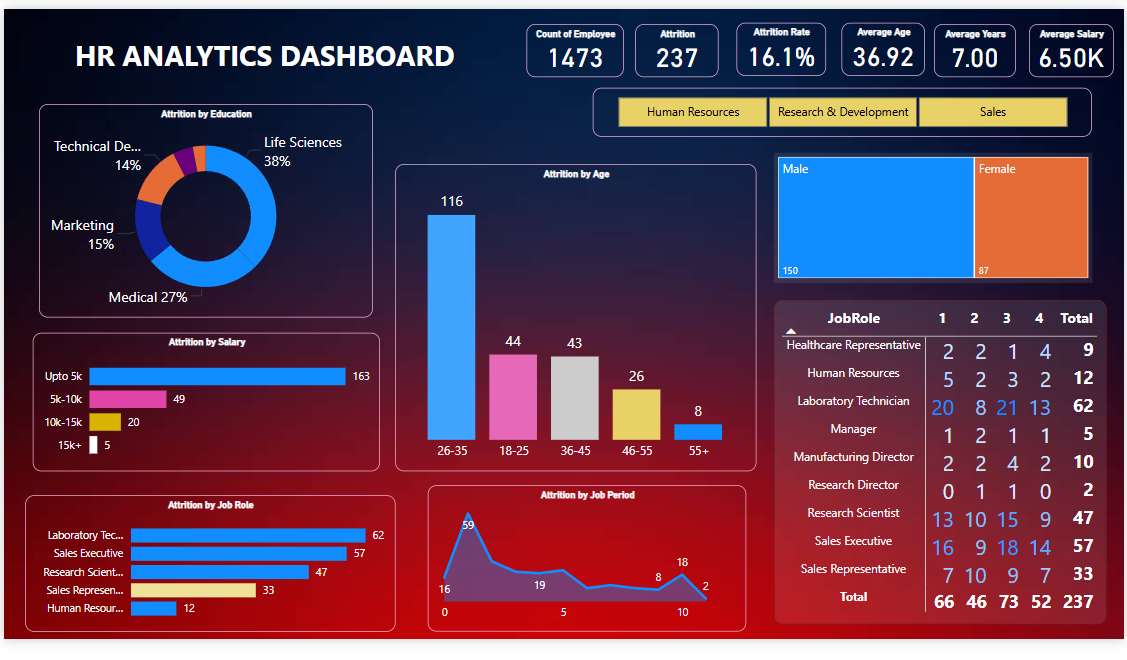 HR ANALYTICS DASHBOARD
Count of Employee
1473
Attrition
237
Attrition Rate
16.1%
Average Age
36.92
Average Years
7.00
Average Salary
6.50K
Human Resources
Research & Development
Sales
Attrition by Education
Technical De...
14%
Life Sciences
38%
Marketing
15%
Medical 27%
Attrition by Age
116
44
43
26
8
26-35
18-25
36-45
46-55
55+
Male
150
Female
87
Attrition by Salary
Upto 5k 163
5k-10k 49
10k-15k 20
15k+ 5
JobRole 1 2 3 4 Total
Healthcare Representative 2 2 1 4 9
Human Resources 5 2 3 2 12
Laboratory Technician 20 8 21 13 62
Manager 1 2 1 1 5
Manufacturing Director 2 2 4 2 10
Research Director 0 1 1 0 2
Research Scientist 13 10 15 9 47
Sales Executive 16 9 18 14 57
Sales Representative 7 10 9 7 33
Total 66 46 73 52 237
Attrition by Job Role
Laboratory Tec... 62
Sales Executive 57
Research Scient... 47
Sales Represen... 33
Human Resour... 12
Attrition by Job Period
59
16
19
8
18
2
0 5 10